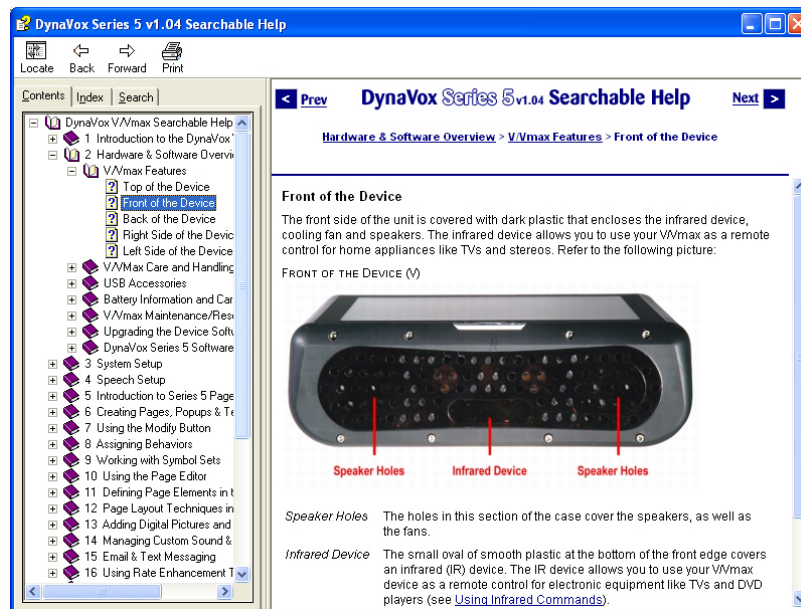 DynaVox Series 5 v1.04 Searchable Help
Locate Back Forward Print
Contents Index Search
DynaVox V/Vmax Searchable Help
1 Introduction to the DynaVox
2 Hardware & Software Overvi
V/Vmax Features
Top of the Device
Front of the Device
Back of the Device
Right Side of the Devic
Left Side of the Device
V/VMax Care and Handling
USB Accessories
Battery Information and Car
V/Vmax Maintenance/Res
Upgrading the Device Soft
DynaVox Series 5 Software
3 System Setup
4 Speech Setup
5 Introduction to Series 5 Page
6 Creating Pages, Popups & Te
7 Using the Modify Button
8 Assigning Behaviors
9 Working with Symbol Sets
10 Using the Page Editor
11 Defining Page Elements in t
12 Page Layout Techniques in
13 Adding Digital Pictures and
14 Managing Custom Sound &
15 Email & Text Messaging
16 Using Rate Enhancement T
< Prev DynaVox Series 5 v1.04 Searchable Help Next >
Hardware & Software Overview > V/Vmax Features > Front of the Device
Front of the Device
The front side of the unit is covered with dark plastic that encloses the infrared device,
cooling fan and speakers. The infrared device allows you to use your V/Vmax as a remote
control for home appliances like TVs and stereos. Refer to the following picture:
FRONT OF THE DEVICE (V)
Speaker Holes Infrared Device Speaker Holes
Speaker Holes The holes in this section of the case cover the speakers, as well as
the fans.
Infrared Device The small oval of smooth plastic at the bottom of the front edge covers
an infrared (IR) device. The IR device allows you to use your V/Vmax
device as a remote control for electronic equipment like TVs and DVD
players (see Using Infrared Commands).